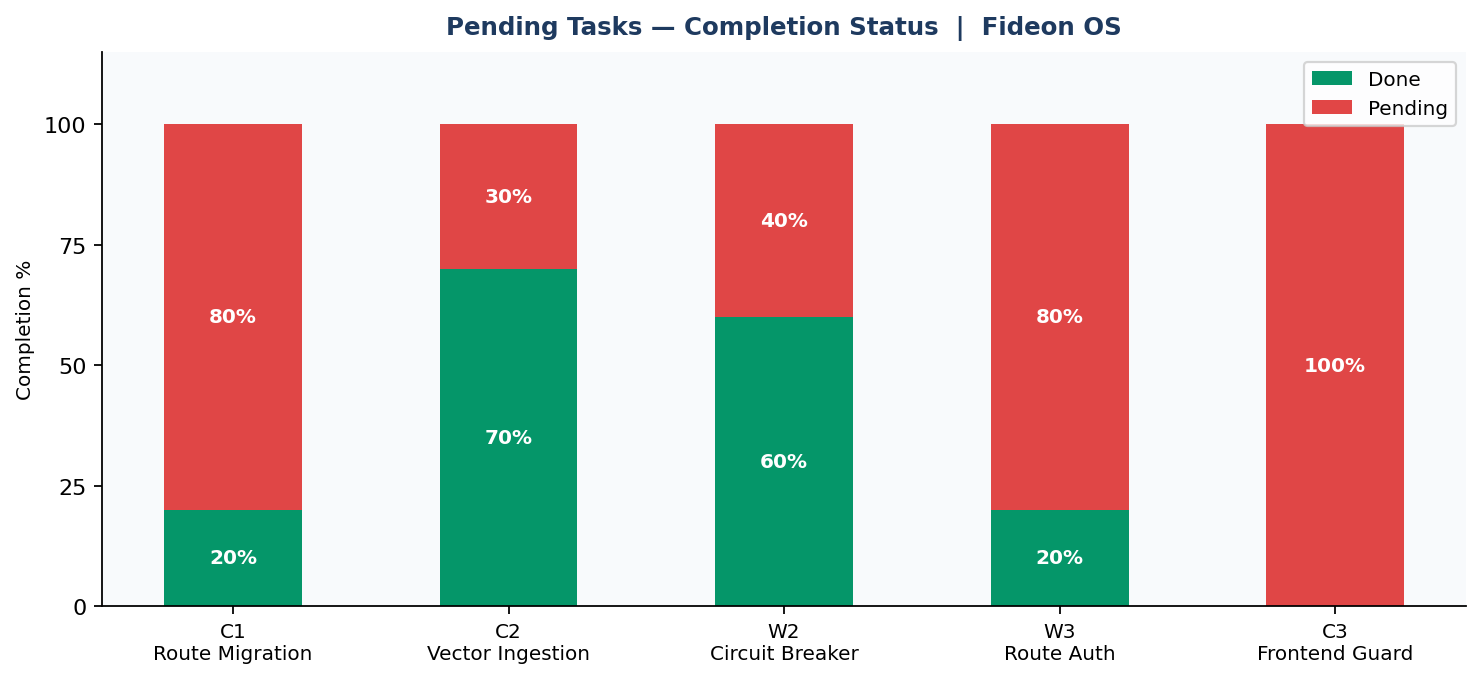 Pending Tasks — Completion Status | Fideon OS
Done
Pending
Completion %
100
75
50
25
0
80%
20%
30%
70%
40%
60%
80%
20%
100%
C1
Route Migration
C2
Vector Ingestion
W2
Circuit Breaker
W3
Route Auth
C3
Frontend Guard